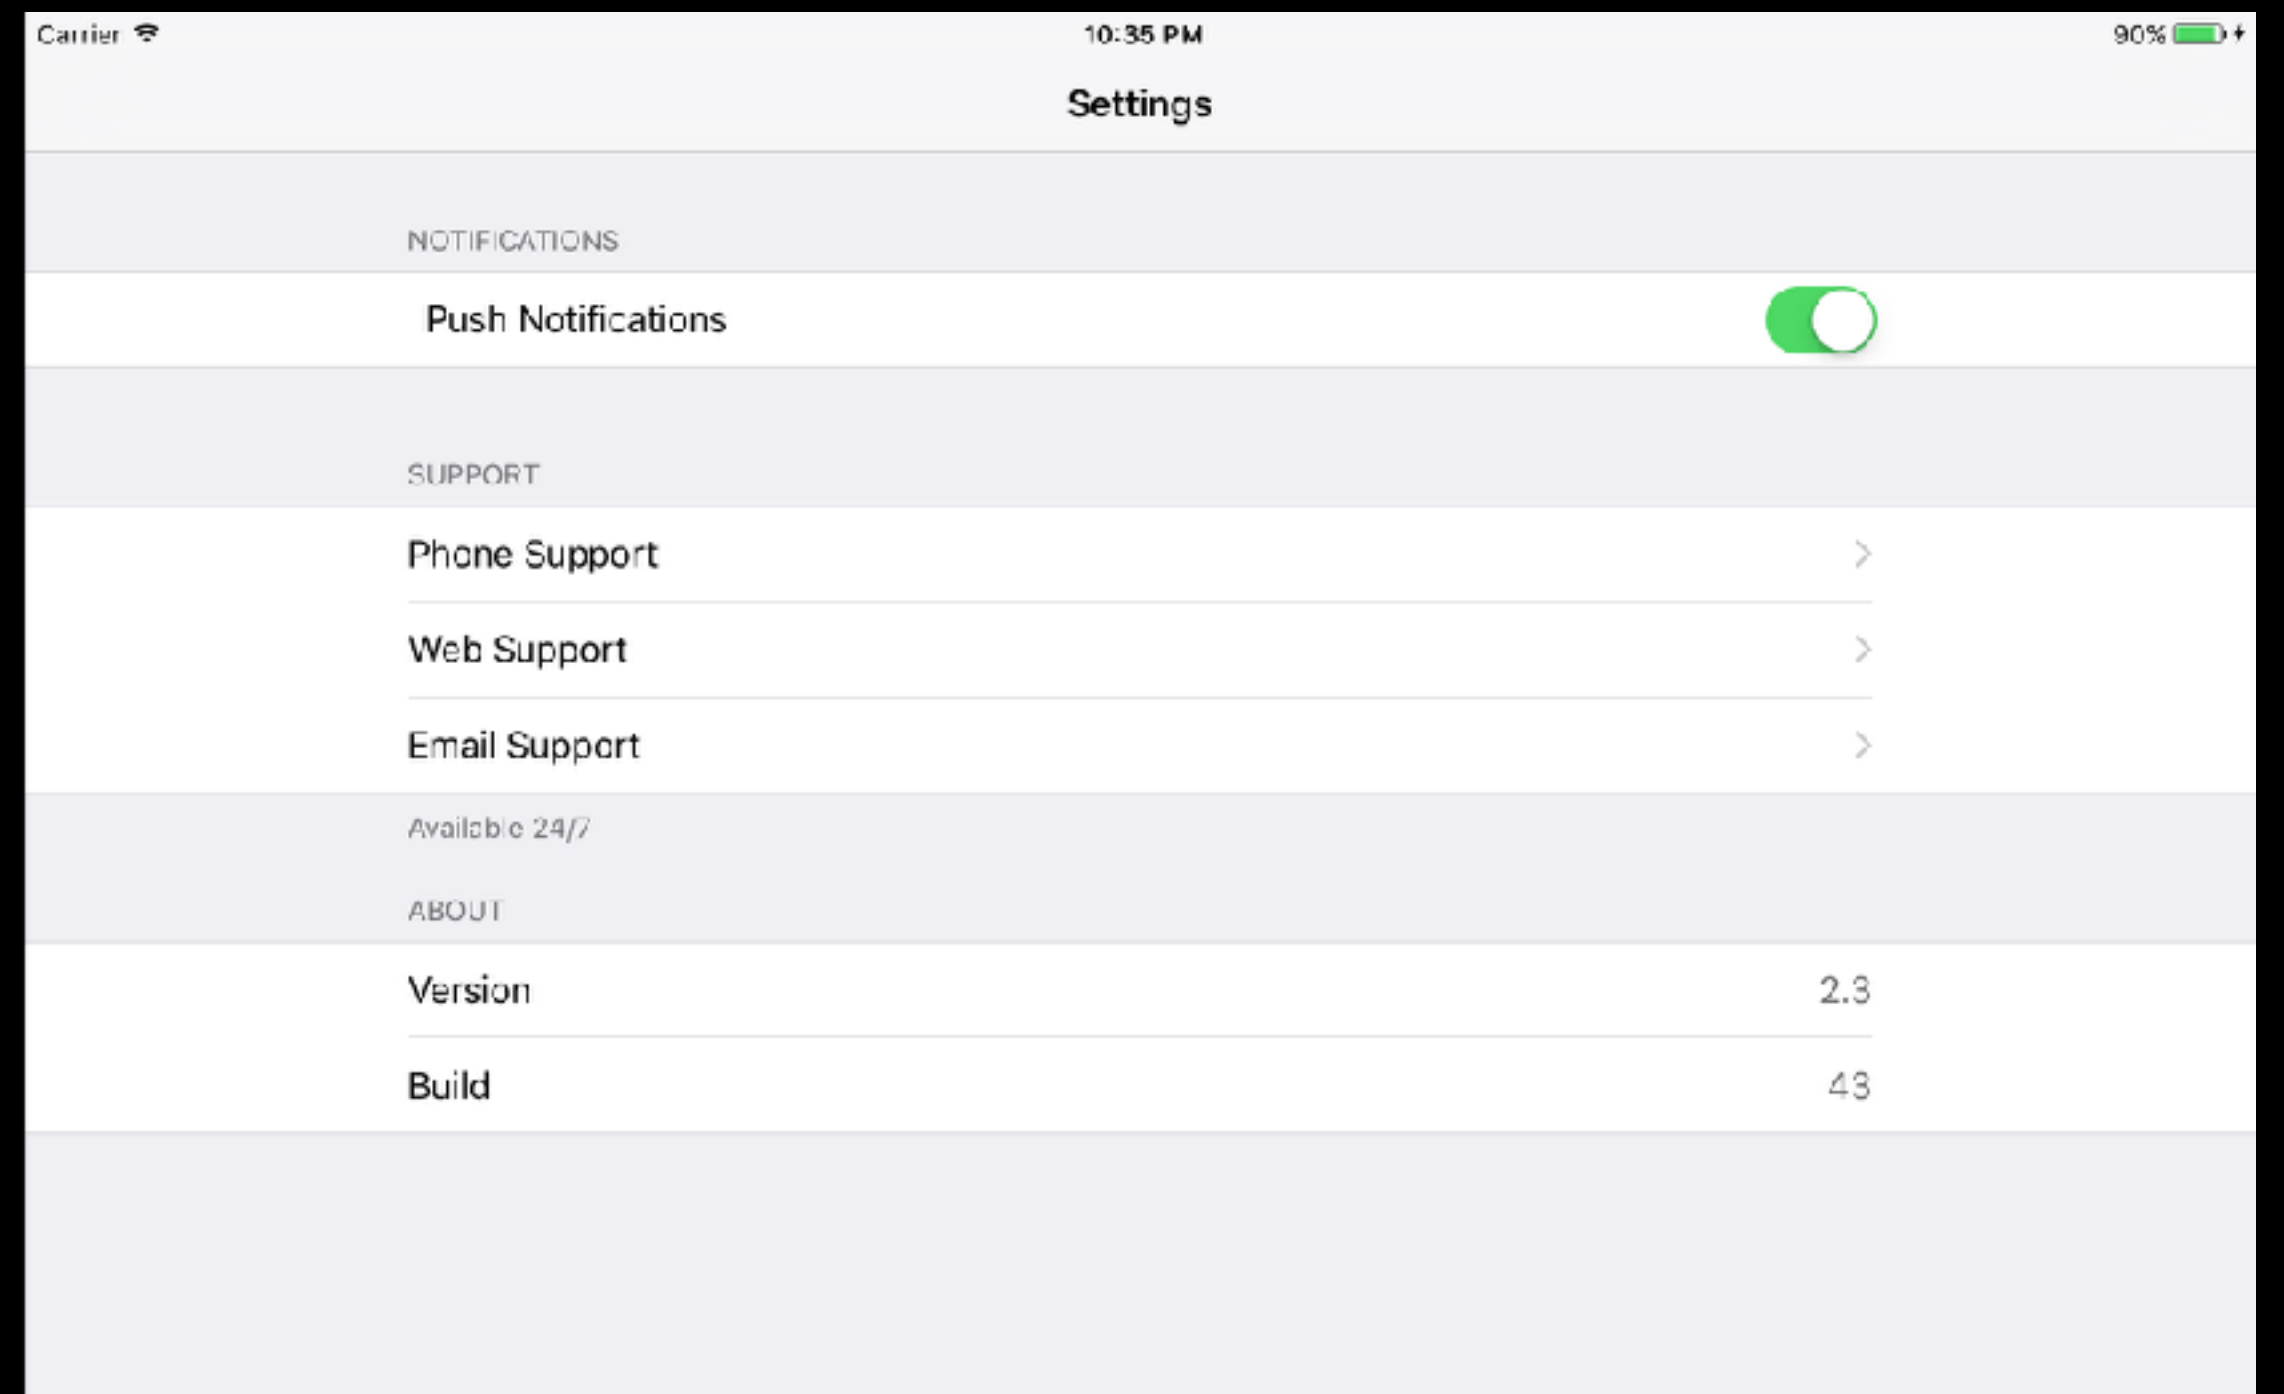 Carrier
10:35 PM
90%
Settings
NOTIFICATIONS
Push Notifications
SUPPORT
Phone Support
Web Support
Email Support
Available 24/7
ABOUT
Version 2.3
Build 43